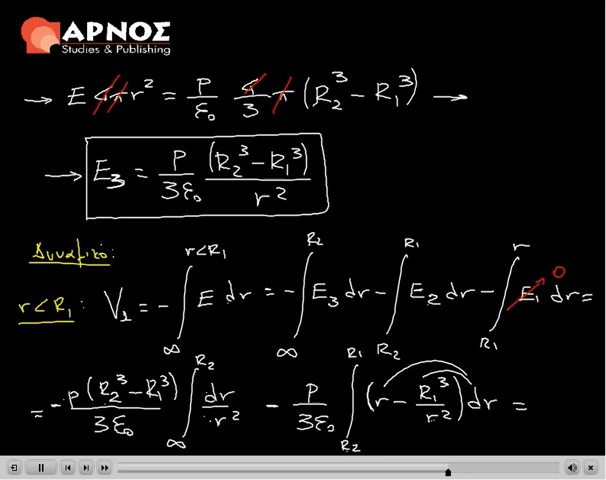 ΑΡΝΟΣ
Studies & Publishing
→ E 4π r² = ρ/ε₀ 4/3 π (R₂³ − R₁³) →
→ E₃ = ρ/3ε₀ (R₂³ − R₁³)/r²
Δυναμικό:
r < R₁: V₁ = − ∫_∞^{r<R₁} E dr = − ∫_∞^{R₂} E₃ dr − ∫_{R₂}^{R₁} E₂ dr − ∫_{R₁}^{r} E₁ dr = 0
= − ρ(R₂³ − R₁³)/3ε₀ ∫_∞^{R₂} dr/r² − ρ/3ε₀ ∫_{R₂}^{R₁} (r − R₁³/r²) dr =